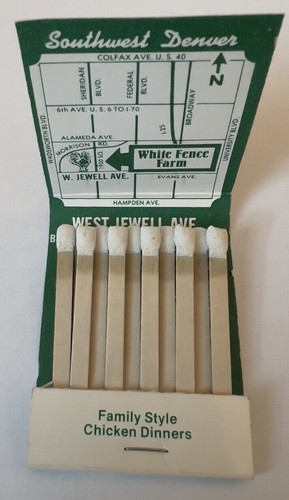 Southwest Denver
COLFAX AVE. U.S. 40
SHERIDAN BLVD.
FEDERAL BLVD.
N
BROADWAY
6th AVE. U.S. 6 TO I-70
I-25
WADSWORTH BLVD.
UNIVERSITY BLVD.
ALAMEDA AVE.
MORRISON RD.
White Fence
Farm
W. JEWELL AVE.
EVANS AVE.
HAMPDEN AVE.
WEST JEWELL AVE
Family Style
Chicken Dinners